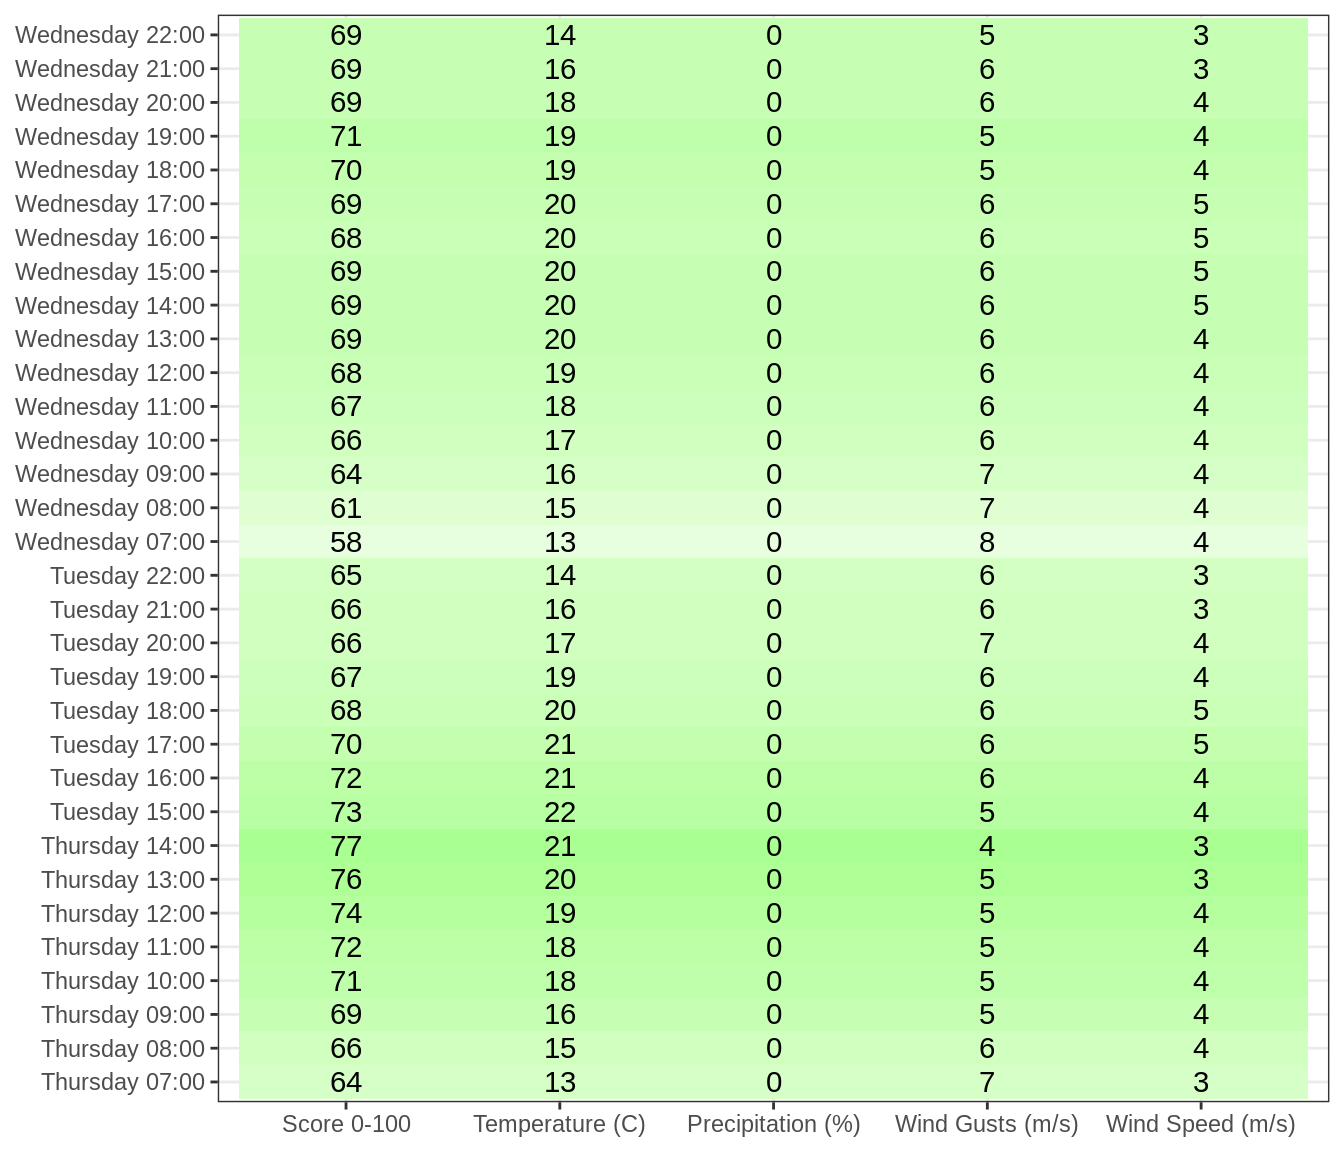 Wednesday 22:00 69 14 0 5 3
Wednesday 21:00 69 16 0 6 3
Wednesday 20:00 69 18 0 6 4
Wednesday 19:00 71 19 0 5 4
Wednesday 18:00 70 19 0 5 4
Wednesday 17:00 69 20 0 6 5
Wednesday 16:00 68 20 0 6 5
Wednesday 15:00 69 20 0 6 5
Wednesday 14:00 69 20 0 6 5
Wednesday 13:00 69 20 0 6 4
Wednesday 12:00 68 19 0 6 4
Wednesday 11:00 67 18 0 6 4
Wednesday 10:00 66 17 0 6 4
Wednesday 09:00 64 16 0 7 4
Wednesday 08:00 61 15 0 7 4
Wednesday 07:00 58 13 0 8 4
Tuesday 22:00 65 14 0 6 3
Tuesday 21:00 66 16 0 6 3
Tuesday 20:00 66 17 0 7 4
Tuesday 19:00 67 19 0 6 4
Tuesday 18:00 68 20 0 6 5
Tuesday 17:00 70 21 0 6 5
Tuesday 16:00 72 21 0 6 4
Tuesday 15:00 73 22 0 5 4
Thursday 14:00 77 21 0 4 3
Thursday 13:00 76 20 0 5 3
Thursday 12:00 74 19 0 5 4
Thursday 11:00 72 18 0 5 4
Thursday 10:00 71 18 0 5 4
Thursday 09:00 69 16 0 5 4
Thursday 08:00 66 15 0 6 4
Thursday 07:00 64 13 0 7 3
Score 0-100 Temperature (C) Precipitation (%) Wind Gusts (m/s) Wind Speed (m/s)